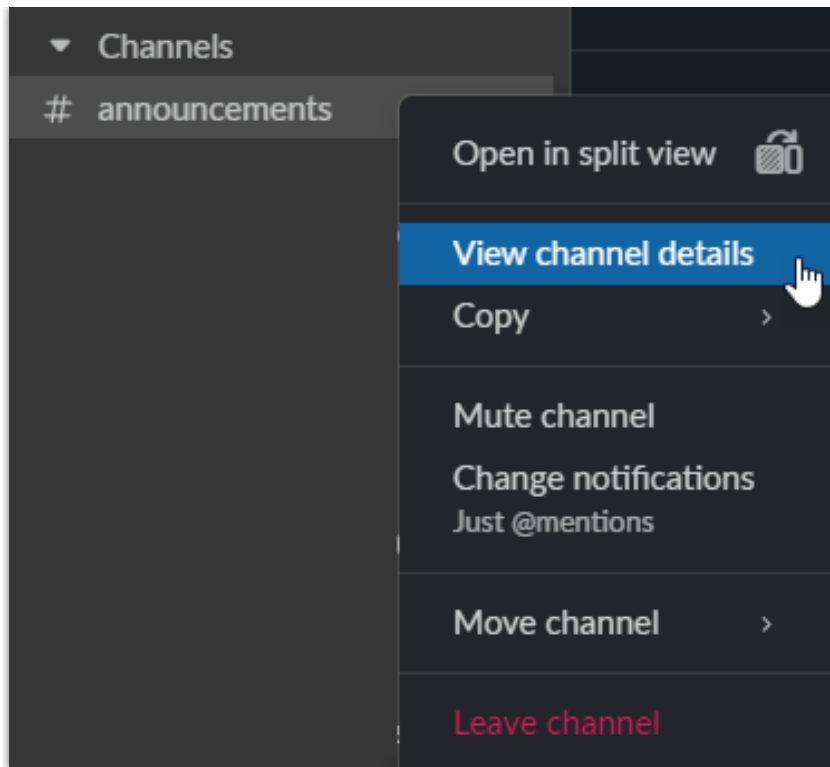 Channels
# announcements
Open in split view
View channel details
Copy
Mute channel
Change notifications
Just @mentions
Move channel
Leave channel